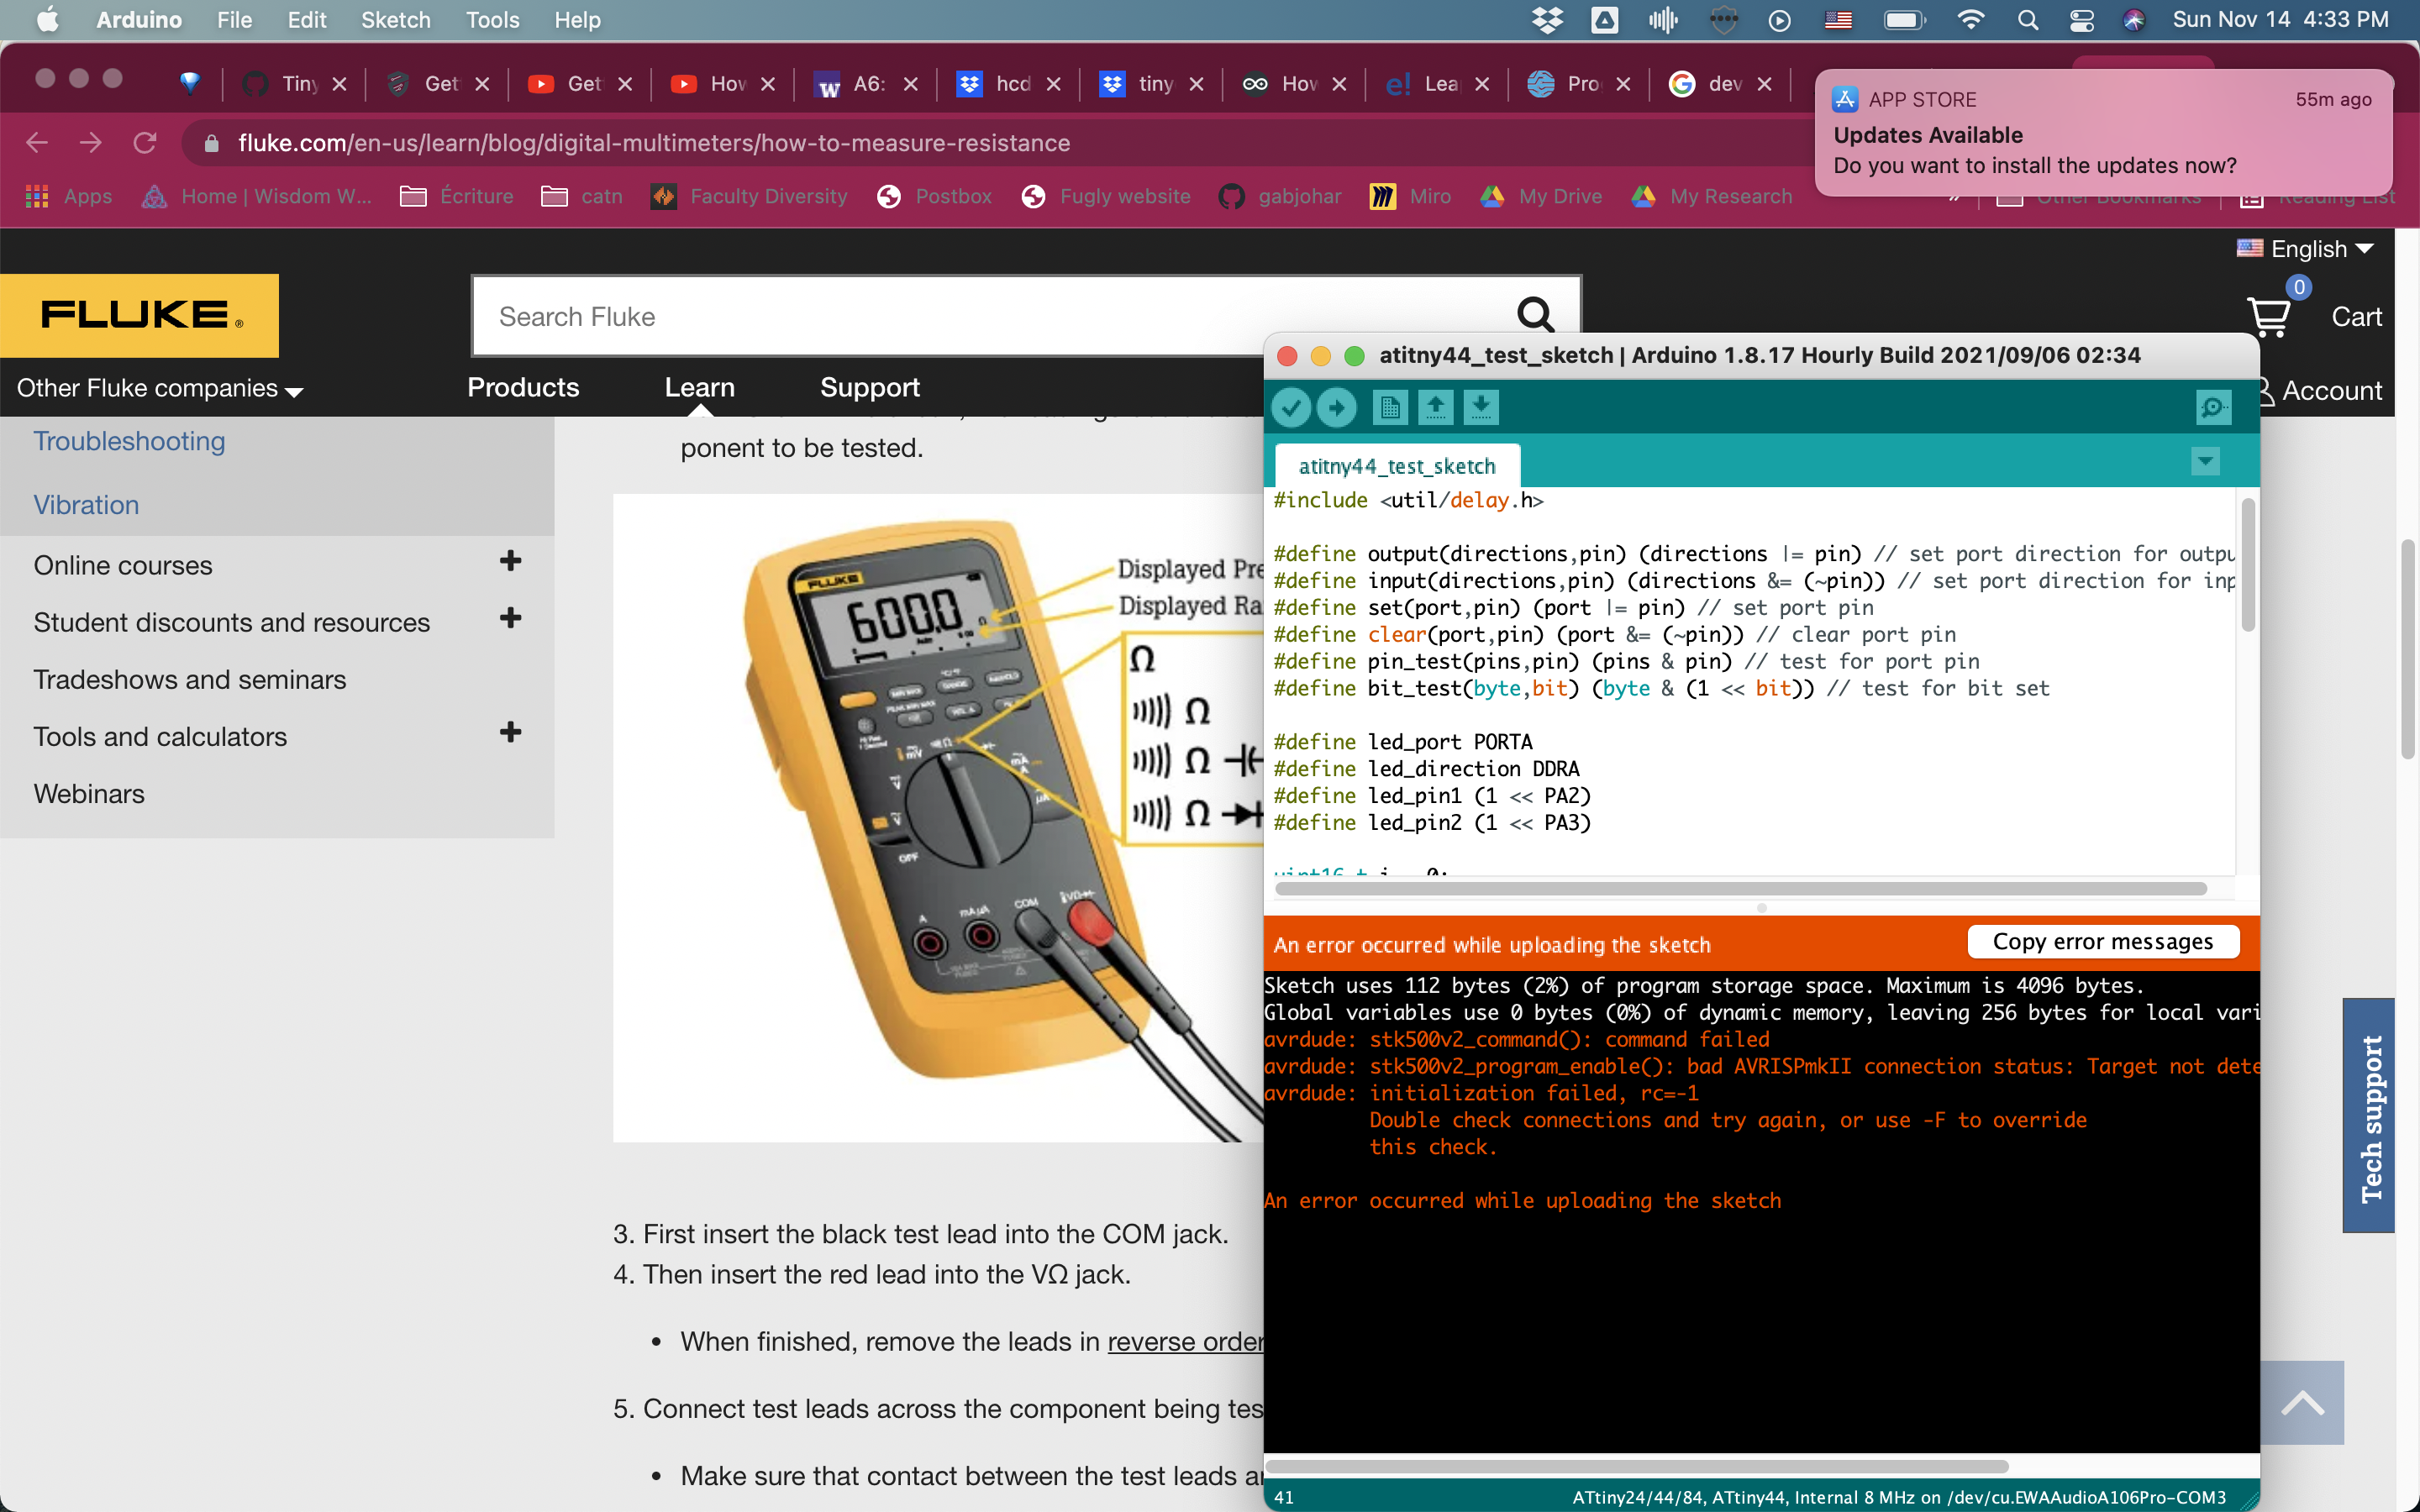 Arduino File Edit Sketch Tools Help
Sun Nov 14 4:33 PM
Tiny Get Get How A6: hcd tiny How Lea Pro dev
APP STORE 55m ago
Updates Available
Do you want to install the updates now?
fluke.com/en-us/learn/blog/digital-multimeters/how-to-measure-resistance
Apps Home | Wisdom W... Écriture catn Faculty Diversity Postbox Fugly website gabjohar Miro My Drive My Research » Other Bookmarks Reading List
English
FLUKE®
Search Fluke
0
Cart
Other Fluke companies
Products Learn Support
Account
Troubleshooting
Vibration
Online courses +
Student discounts and resources +
Tradeshows and seminars
Tools and calculators +
Webinars
ponent to be tested.
FLUKE
600.0
Displayed Pre
Displayed Ra
Ω
Ω
Ω
Ω
mV
OFF
A
mAµA
COM
3. First insert the black test lead into the COM jack.
4. Then insert the red lead into the VΩ jack.
• When finished, remove the leads in reverse order
5. Connect test leads across the component being tes
• Make sure that contact between the test leads a
Tech support
atitny44_test_sketch | Arduino 1.8.17 Hourly Build 2021/09/06 02:34
atitny44_test_sketch
#include <util/delay.h>
#define output(directions,pin) (directions |= pin) // set port direction for outpu
#define input(directions,pin) (directions &= (~pin)) // set port direction for inp
#define set(port,pin) (port |= pin) // set port pin
#define clear(port,pin) (port &= (~pin)) // clear port pin
#define pin_test(pins,pin) (pins & pin) // test for port pin
#define bit_test(byte,bit) (byte & (1 << bit)) // test for bit set
#define led_port PORTA
#define led_direction DDRA
#define led_pin1 (1 << PA2)
#define led_pin2 (1 << PA3)
An error occurred while uploading the sketch
Copy error messages
Sketch uses 112 bytes (2%) of program storage space. Maximum is 4096 bytes.
Global variables use 0 bytes (0%) of dynamic memory, leaving 256 bytes for local vari
avrdude: stk500v2_command(): command failed
avrdude: stk500v2_program_enable(): bad AVRISPmkII connection status: Target not dete
avrdude: initialization failed, rc=-1
Double check connections and try again, or use -F to override
this check.
An error occurred while uploading the sketch
41
ATtiny24/44/84, ATtiny44, Internal 8 MHz on /dev/cu.EWAAudioA106Pro-COM3